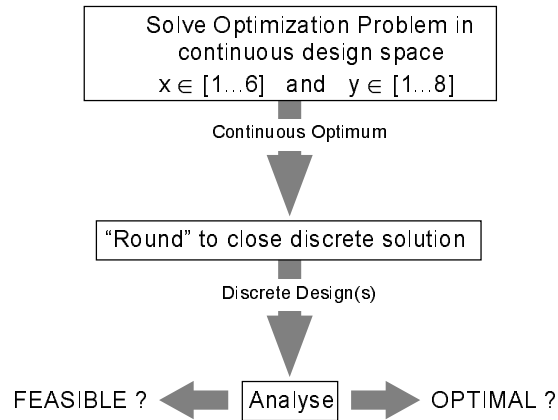 Solve Optimization Problem in
continuous design space
x ∈ [1...6] and y ∈ [1...8]
Continuous Optimum
“Round” to close discrete solution
Discrete Design(s)
FEASIBLE ? Analyse OPTIMAL ?